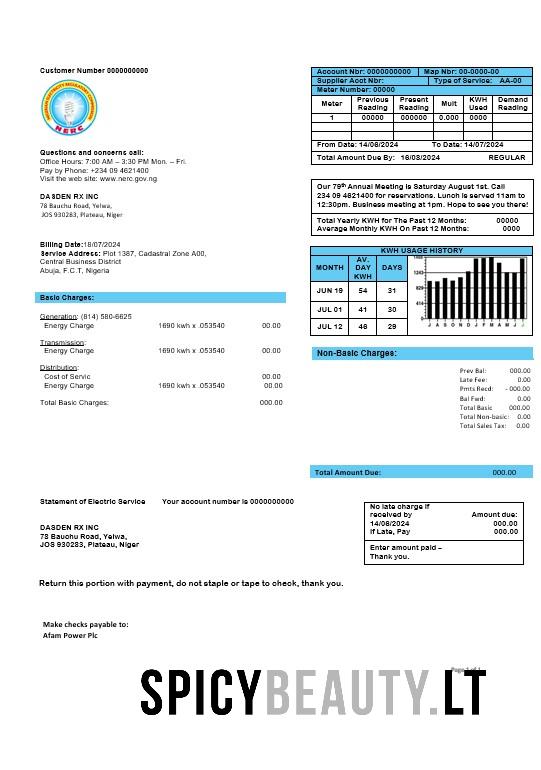 Customer Number 0000000000
NERC
Questions and concerns call:
Office Hours: 7:00 AM – 3:30 PM Mon. – Fri.
Pay by Phone: +234 09 4621400
Visit the web site: www.nerc.gov.ng
DASDEN RX INC
78 Bauchu Road, Yelwa,
JOS 930283, Plateau, Niger
Billing Date:18/07/2024
Service Address: Plot 1387, Cadastral Zone A00,
Central Business District
Abuja, F.C.T, Nigeria
Basic Charges:
Generation: (814) 580-6625
Energy Charge 1690 kwh x .053540 00.00
Transmission:
Energy Charge 1690 kwh x .053540 00.00
Distribution:
Cost of Servic 00.00
Energy Charge 1690 kwh x .053540 00.00
Total Basic Charges: 000.00
Account Nbr: 0000000000 Map Nbr: 00-0000-00
Supplier Acct Nbr: Type of Service: AA-00
Meter Number: 00000
Meter Previous Reading Present Reading Mult KWH Used Demand Reading
1 00000 000000 0.000 0000
From Date: 14/06/2024 To Date: 14/07/2024
Total Amount Due By: 16/03/2024 REGULAR
Our 79th Annual Meeting is Saturday August 1st. Call
234 09 4821400 for reservations. Lunch is served 11am to
12:30pm. Business meeting at 1pm. Hope to see you there!
Total Yearly KWH for The Past 12 Months: 00000
Average Monthly KWH On Past 12 Months: 0000
KWH USAGE HISTORY
MONTH AV. DAY KWH DAYS
JUN 19 54 31
JUL 01 41 30
JUL 12 46 29
J A S O N D J F M A M J J
Non-Basic Charges:
Prev Bal: 000.00
Late Fee: 0.00
Pmts Recd: - 000.00
Bal Fwd: 0.00
Total Basic 000.00
Total Non-basic: 0.00
Total Sales Tax: 0.00
Total Amount Due: 000.00
Statement of Electric Service Your account number is 0000000000
DASDEN RX INC
78 Bauchu Road, Yelwa,
JOS 930283, Plateau, Niger
No late charge if
received by Amount due:
14/08/2024 000.00
If Late, Pay 000.00
Enter amount paid –
Thank you.
Return this portion with payment, do not staple or tape to check, thank you.
Make checks payable to:
Afam Power Plc
Page 1 of 1
SPICYBEAUTY.LT